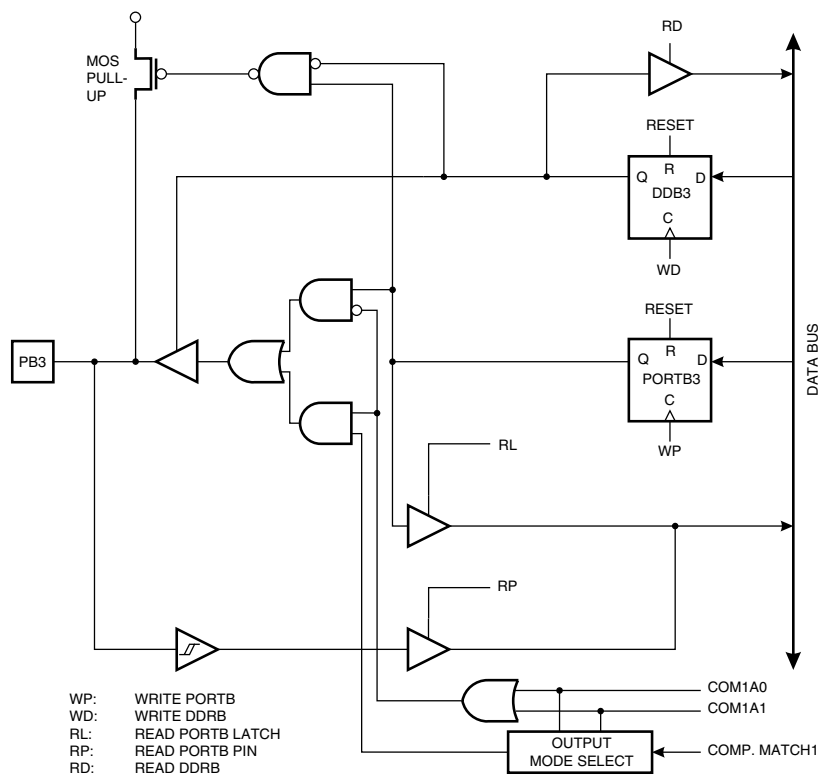 RD
MOS
PULL-
UP
RESET
R
Q
D
DDB3
C
WD
RESET
R
Q
D
PORTB3
C
WP
PB3
DATA BUS
RL
RP
WP: WRITE PORTB
WD: WRITE DDRB
RL: READ PORTB LATCH
RP: READ PORTB PIN
RD: READ DDRB
COM1A0
COM1A1
OUTPUT
MODE SELECT
COMP. MATCH1